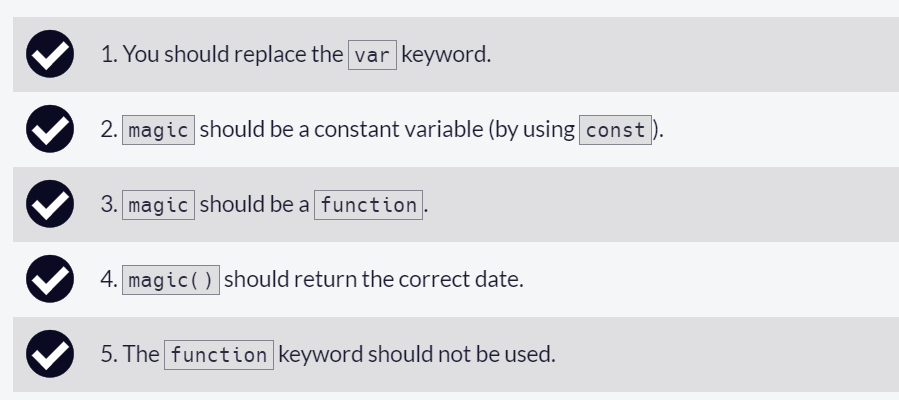 1. You should replace the var keyword.
2. magic should be a constant variable (by using const).
3. magic should be a function.
4. magic() should return the correct date.
5. The function keyword should not be used.